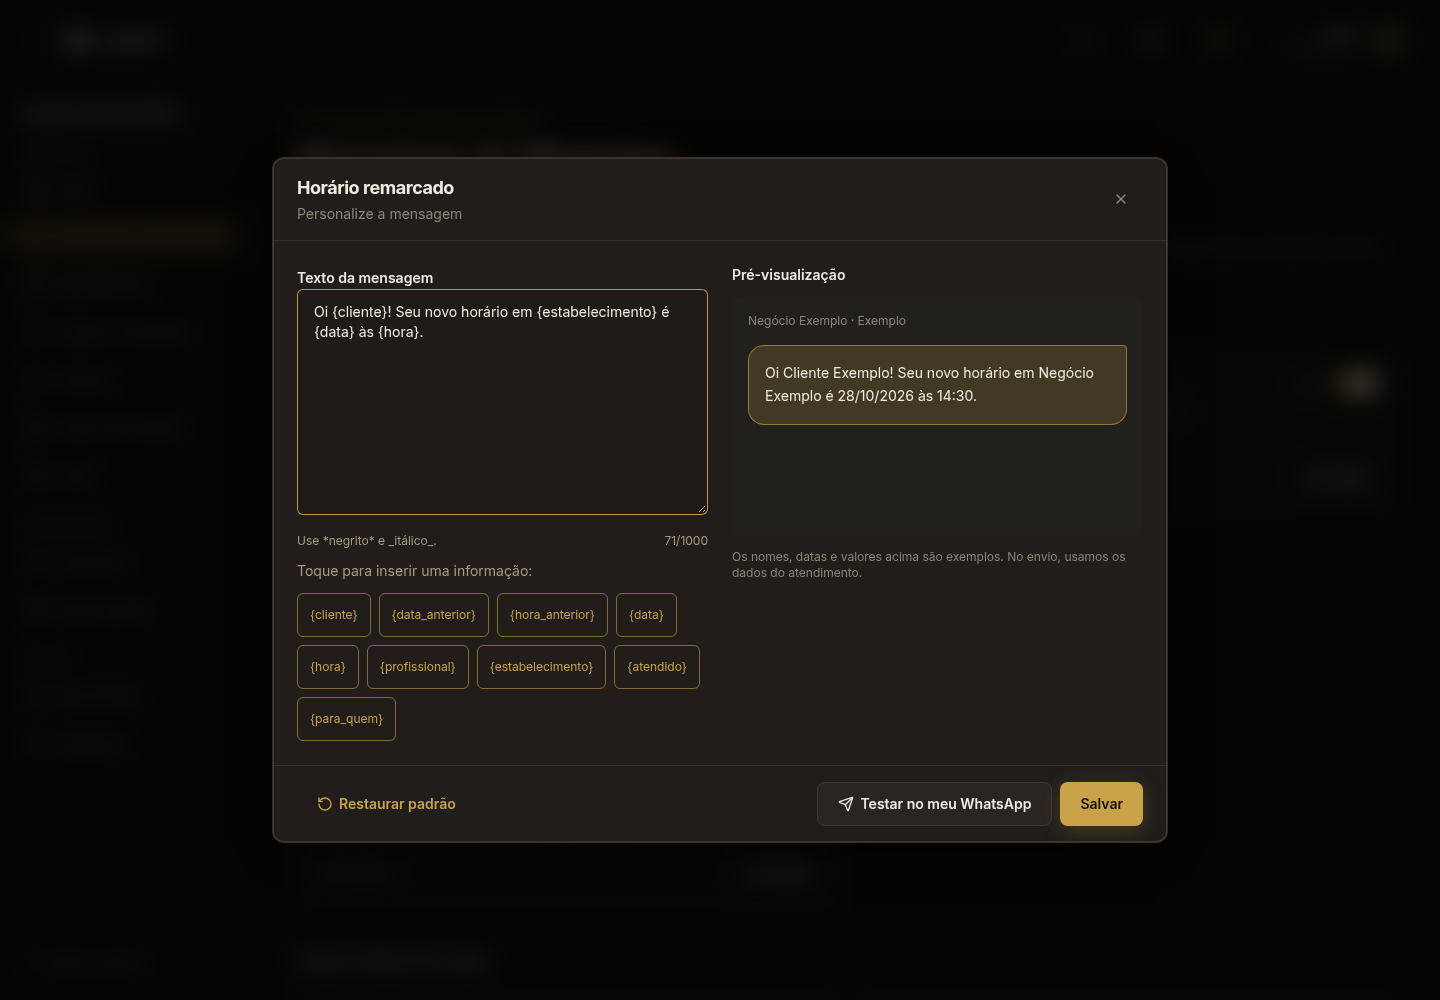 Horário remarcado
Personalize a mensagem
Texto da mensagem
Oi {cliente}! Seu novo horário em {estabelecimento} é
{data} às {hora}.
Use *negrito* e _itálico_.
71/1000
Toque para inserir uma informação:
{cliente}
{data_anterior}
{hora_anterior}
{data}
{hora}
{profissional}
{estabelecimento}
{atendido}
{para_quem}
Pré-visualização
Negócio Exemplo · Exemplo
Oi Cliente Exemplo! Seu novo horário em Negócio
Exemplo é 28/10/2026 às 14:30.
Os nomes, datas e valores acima são exemplos. No envio, usamos os
dados do atendimento.
Restaurar padrão
Testar no meu WhatsApp
Salvar